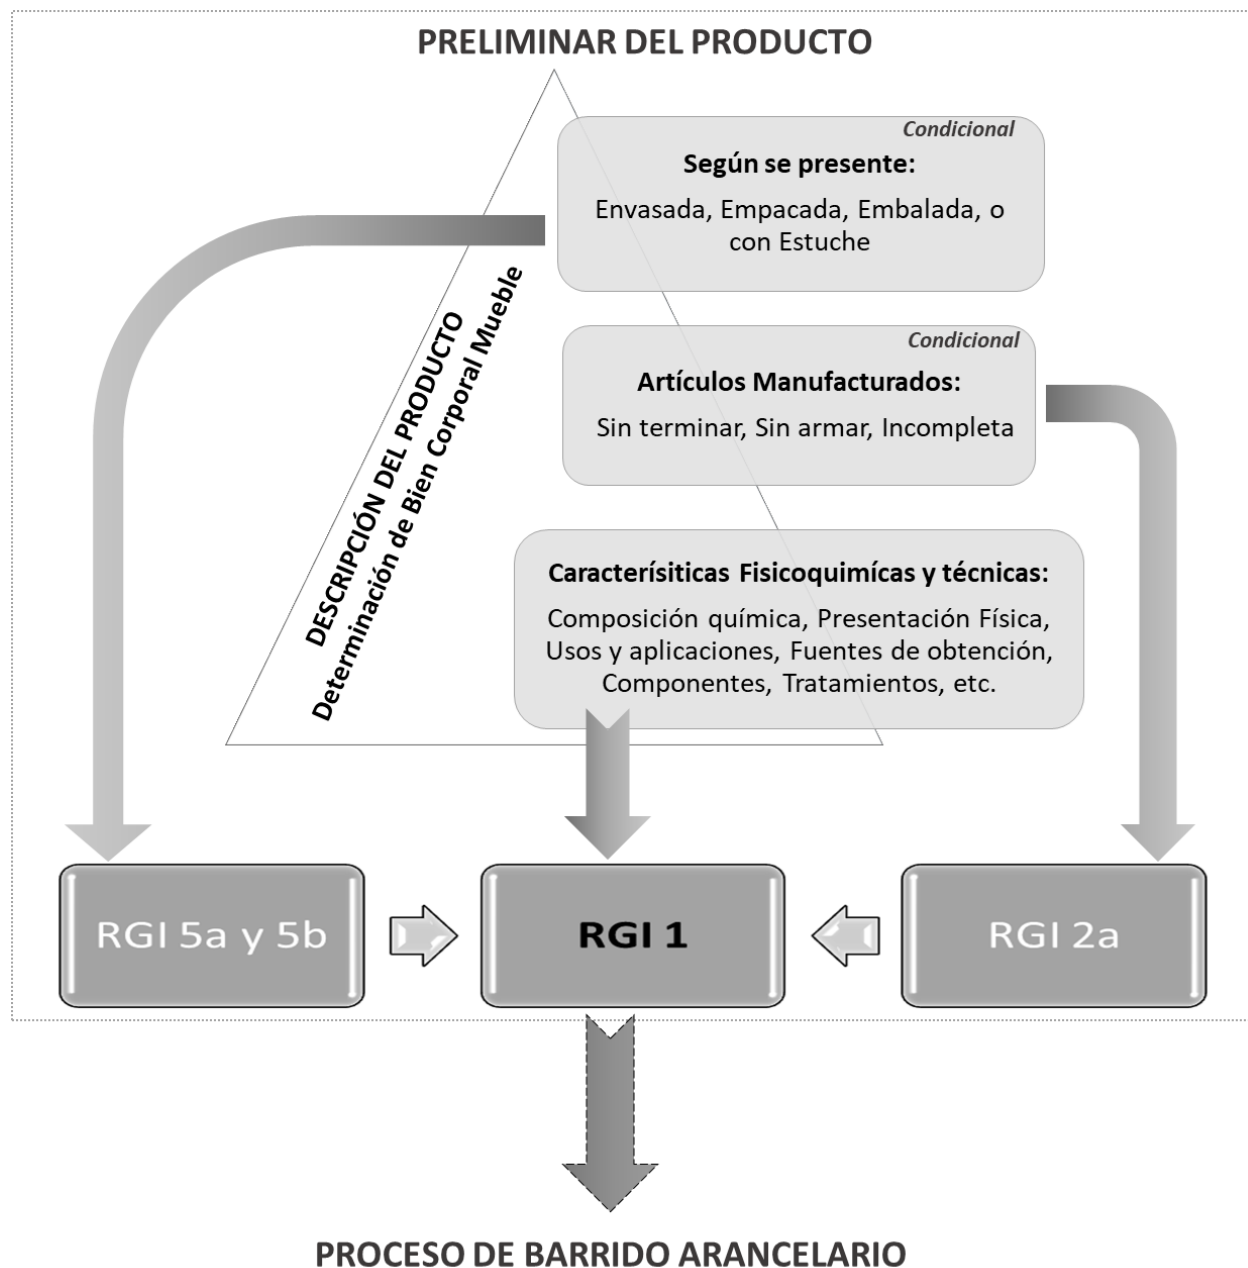 PRELIMINAR DEL PRODUCTO
Condicional
Según se presente:
Envasada, Empacada, Embalada, o
con Estuche
DESCRIPCIÓN DEL PRODUCTO
Determinación de Bien Corporal Mueble
Condicional
Artículos Manufacturados:
Sin terminar, Sin armar, Incompleta
Caracterísiticas Fisicoquimícas y técnicas:
Composición química, Presentación Física,
Usos y aplicaciones, Fuentes de obtención,
Componentes, Tratamientos, etc.
RGI 5a y 5b
RGI 1
RGI 2a
PROCESO DE BARRIDO ARANCELARIO